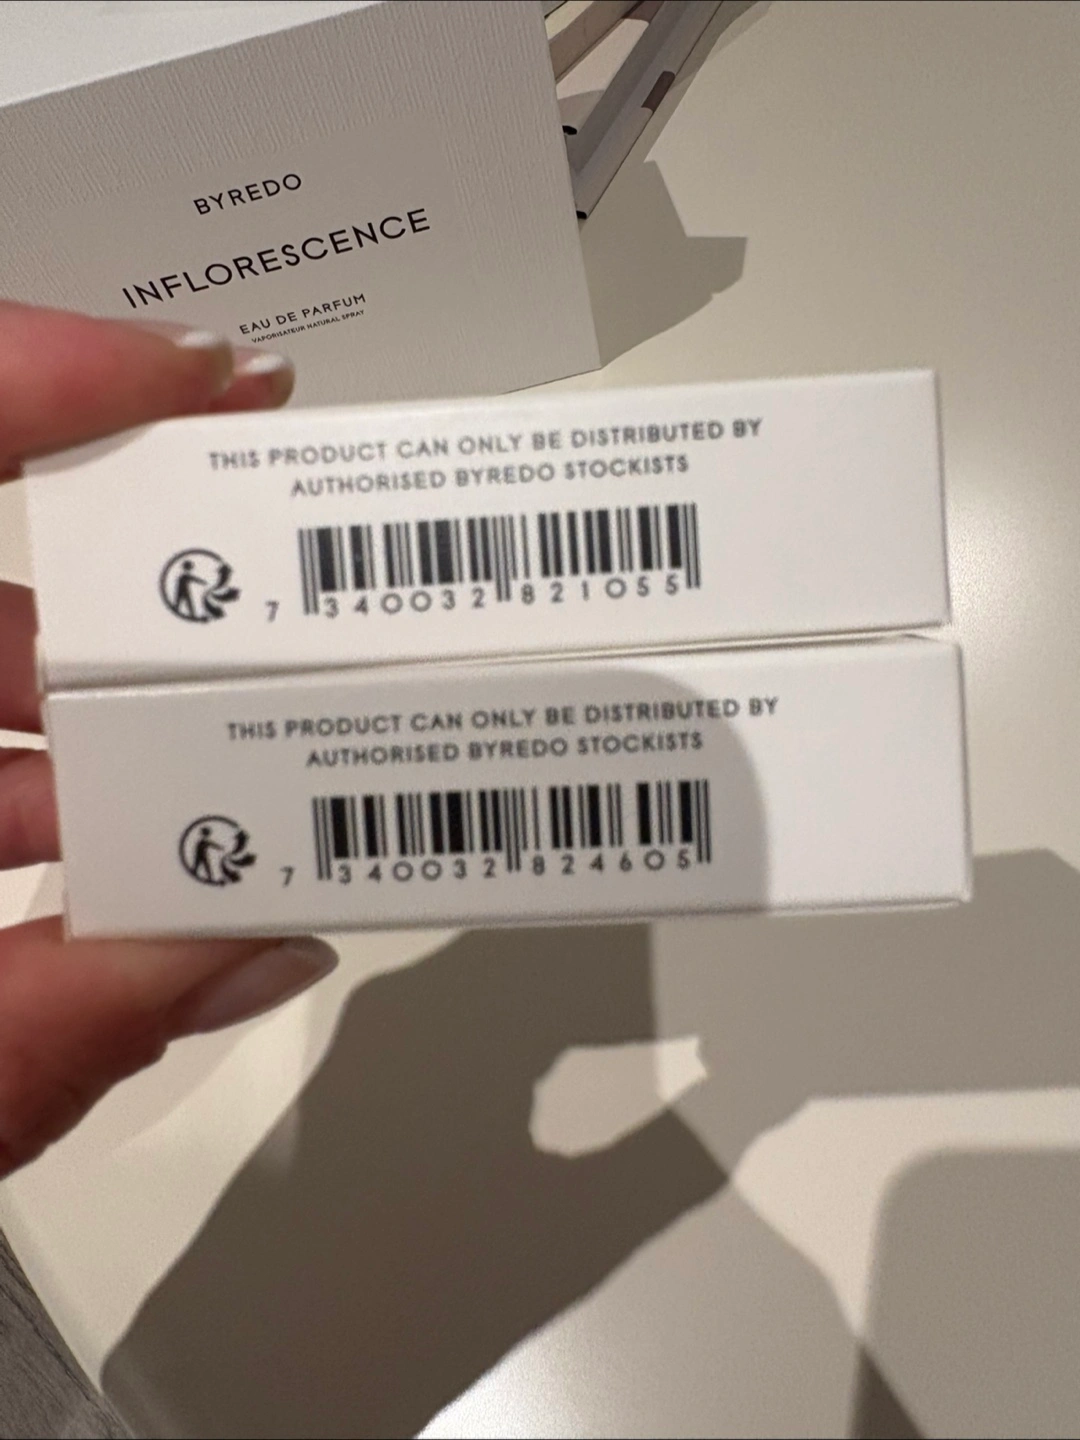 BYREDO
INFLORESCENCE
EAU DE PARFUM
VAPORISATEUR NATURAL SPRAY
THIS PRODUCT CAN ONLY BE DISTRIBUTED BY
AUTHORISED BYREDO STOCKISTS
7 340032 821055
THIS PRODUCT CAN ONLY BE DISTRIBUTED BY
AUTHORISED BYREDO STOCKISTS
7 340032 824605